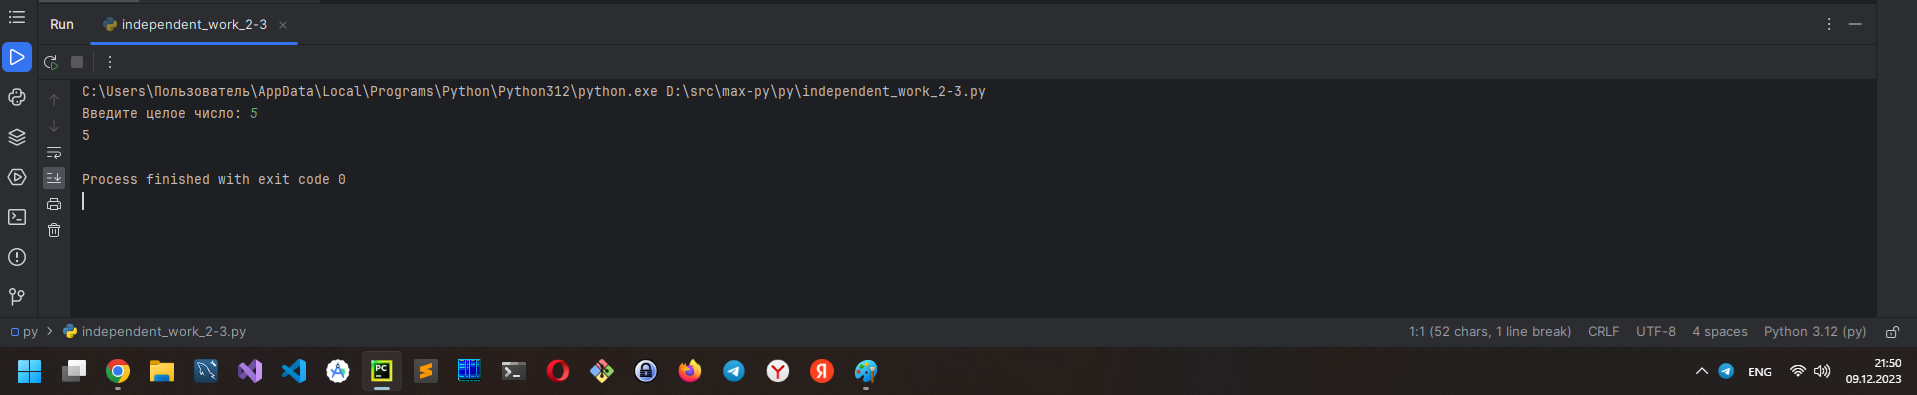 Run independent_work_2-3
C:\Users\Пользователь\AppData\Local\Programs\Python\Python312\python.exe D:\src\max-py\py\independent_work_2-3.py
Введите целое число: 5
5
Process finished with exit code 0
py independent_work_2-3.py 1:1 (52 chars, 1 line break) CRLF UTF-8 4 spaces Python 3.12 (py)
PC Y Я ENG 21:50
09.12.2023